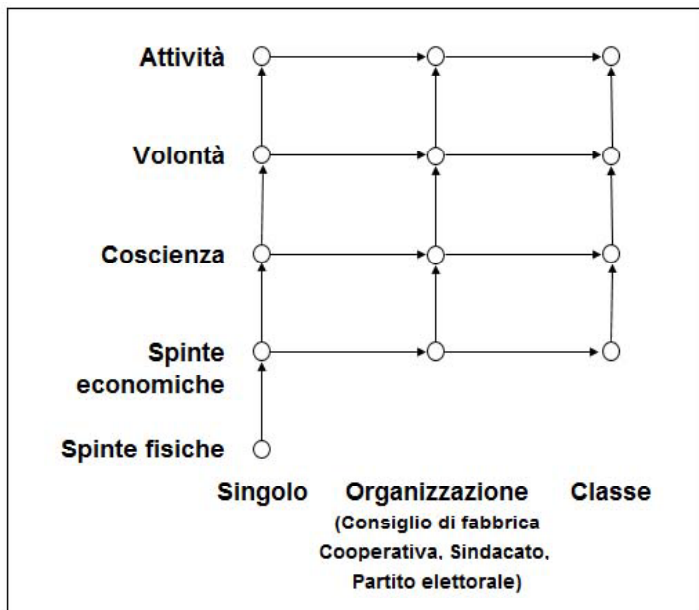 Attività
Volontà
Coscienza
Spinte
economiche
Spinte fisiche
Singolo Organizzazione Classe
(Consiglio di fabbrica
Cooperativa, Sindacato,
Partito elettorale)